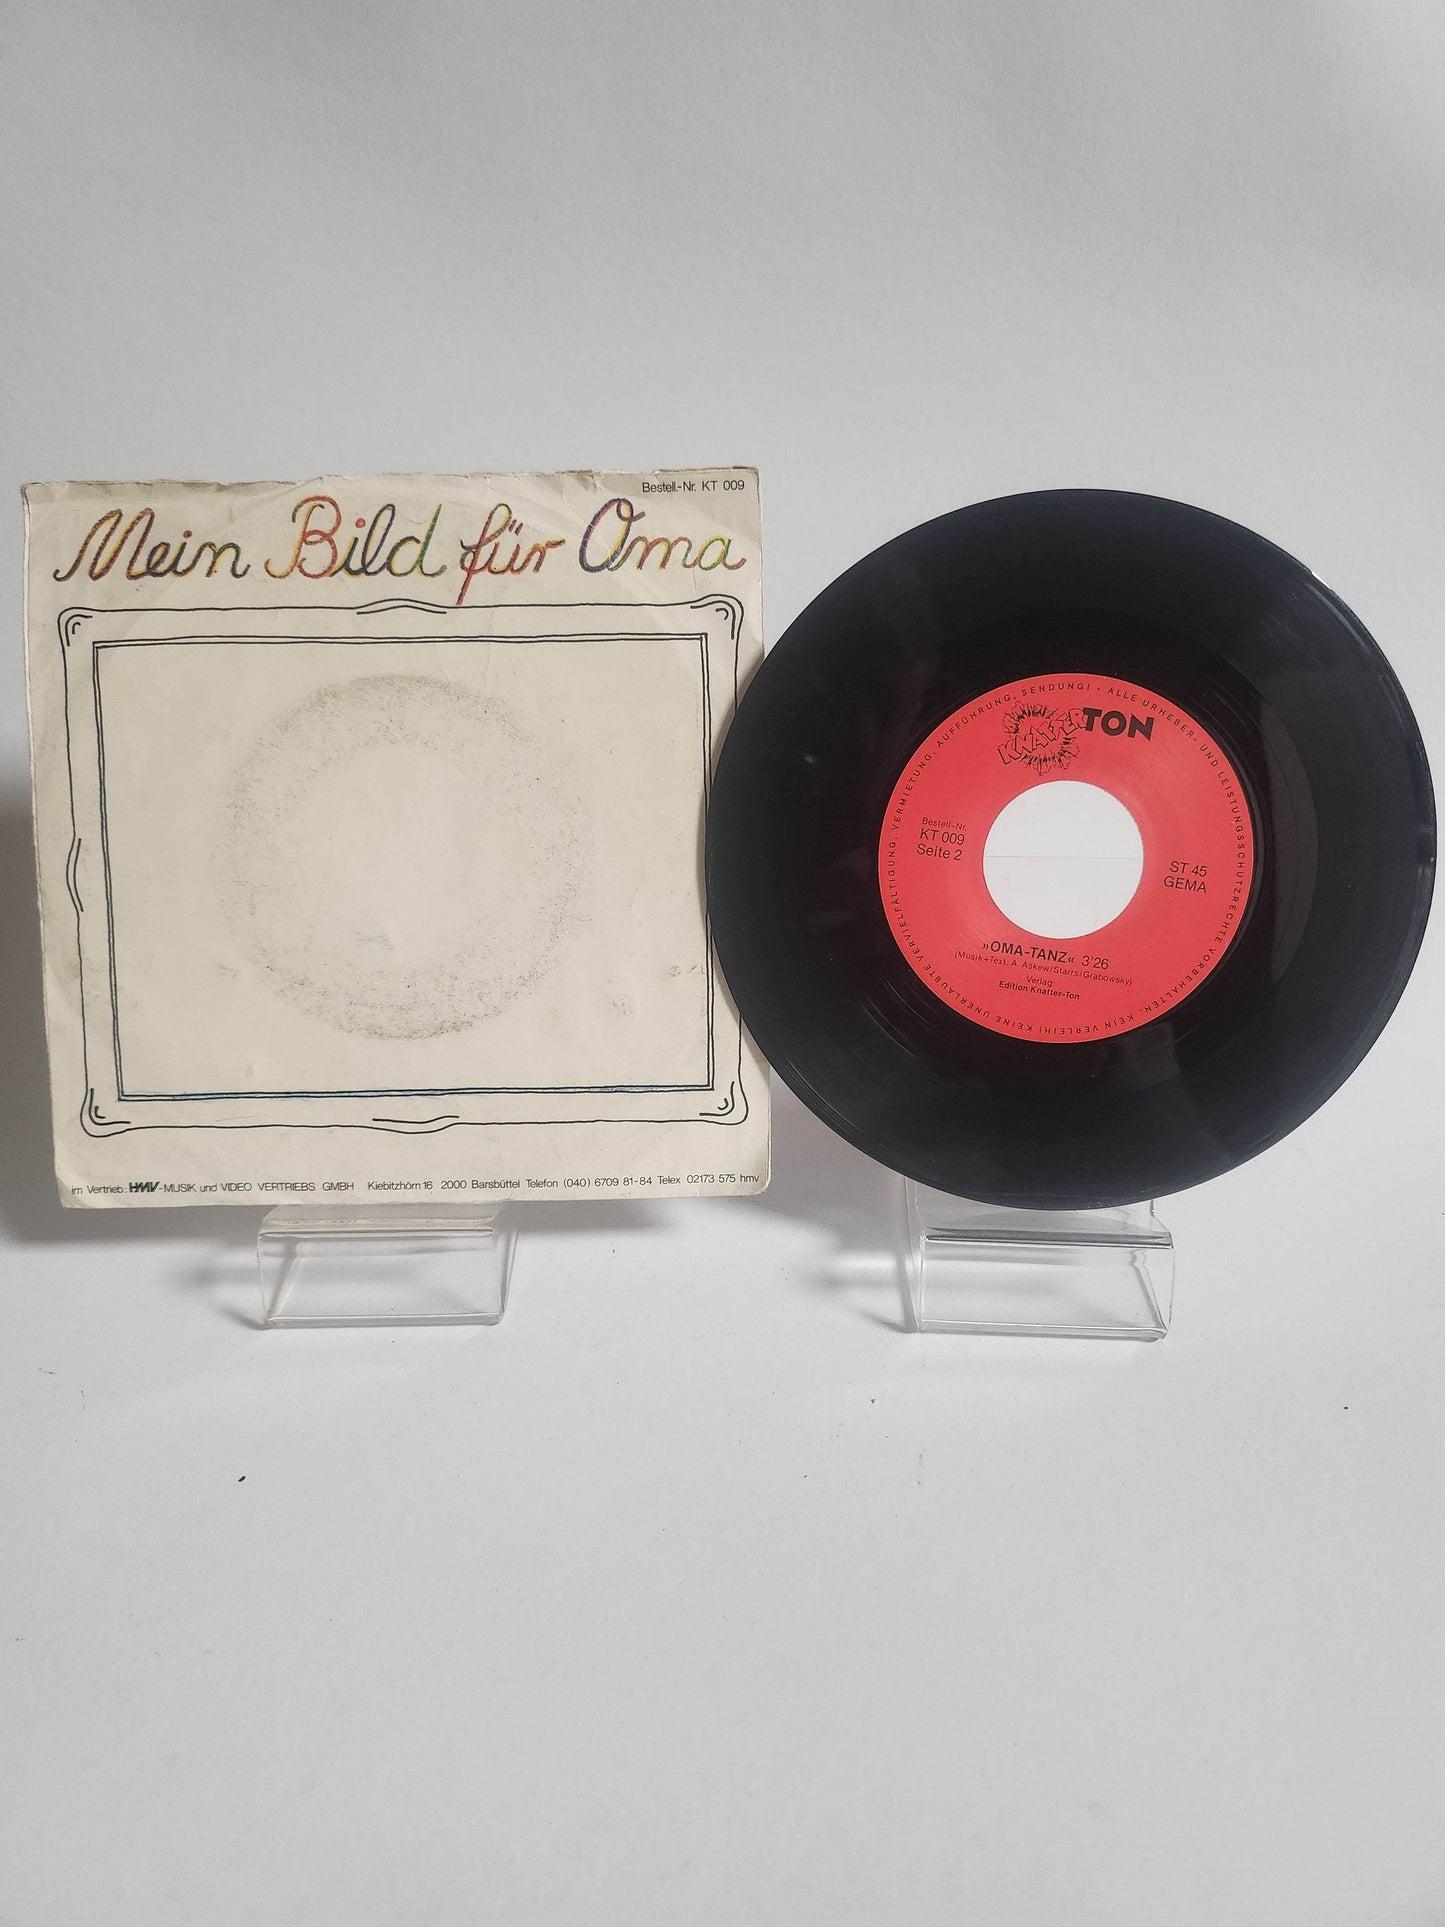 Bestell.-Nr. KT 009
Mein Bild für Oma
im Vertrieb: HMV-MUSIK und VIDEO VERTRIEBS GMBH Kiebitzhörn 16 2000 Barsbüttel Telefon (040) 6709 81-84 Telex 02173 575 hmv
KNATTERTON
Bestell-Nr.
KT 009
Seite 2
ST 45
GEMA
»OMA-TANZ« 3'26
(Musik+Text: A. Askew/Starrs/Grabowsky)
Verlag
Edition Knatter-Ton
ALLE URHEBER- UND LEISTUNGSSCHUTZRECHTE VORBEHALTEN. KEIN VERLEIH! KEINE UNERLAUBTE VERVIELFÄLTIGUNG, VERMIETUNG, AUFFÜHRUNG, SENDUNG! •